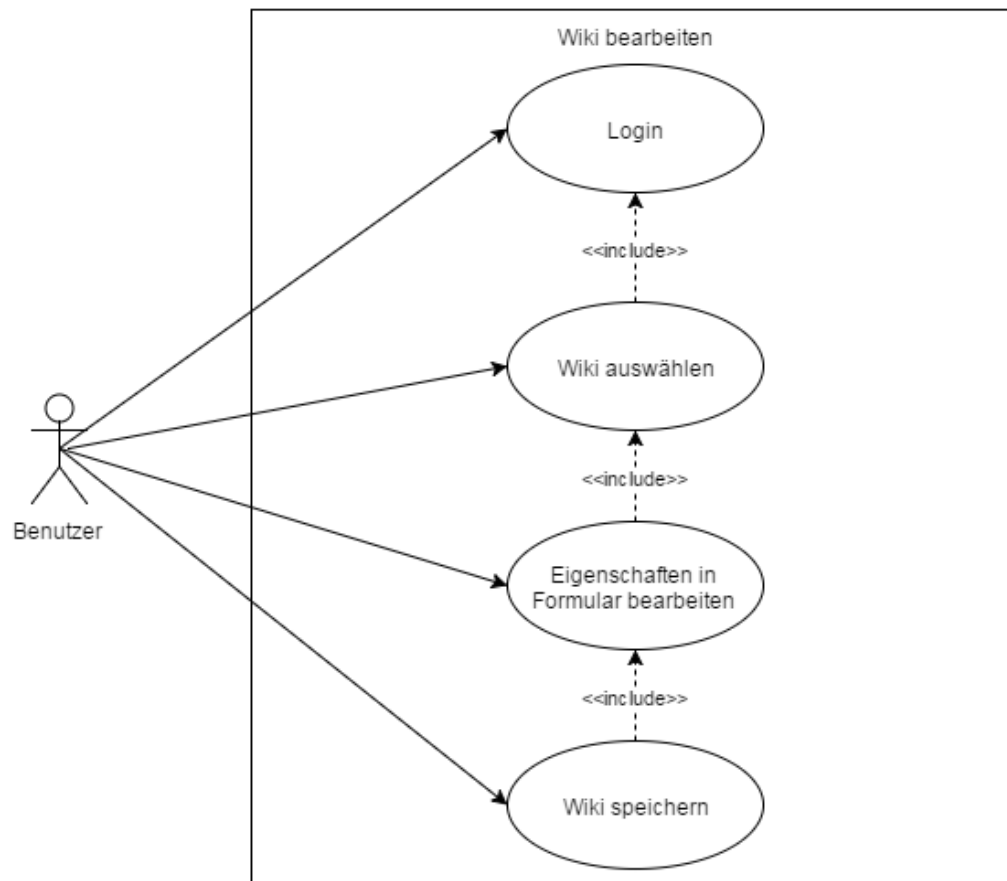 Wiki bearbeiten
Login
<<include>>
Wiki auswählen
<<include>>
Benutzer
Eigenschaften in
Formular bearbeiten
<<include>>
Wiki speichern